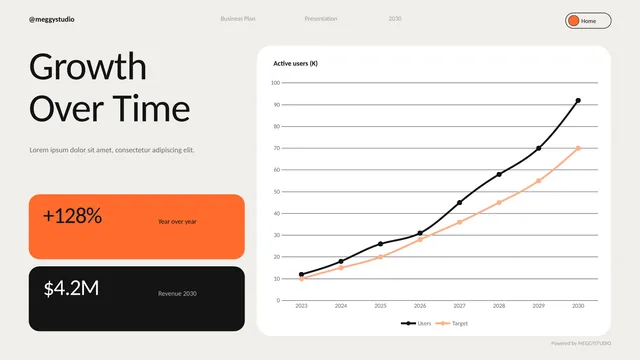 @meggystudio
Business Plan
Presentation
2030
Home
Growth
Over Time
Lorem ipsum dolor sit amet, consectetur adipiscing elit.
+128%
Year over year
$4.2M
Revenue 2030
Active users (K)
100
90
80
70
60
50
40
30
20
10
0
2023
2024
2025
2026
2027
2028
2029
2030
Users
Target
Powered by MEGGYSTUDIO